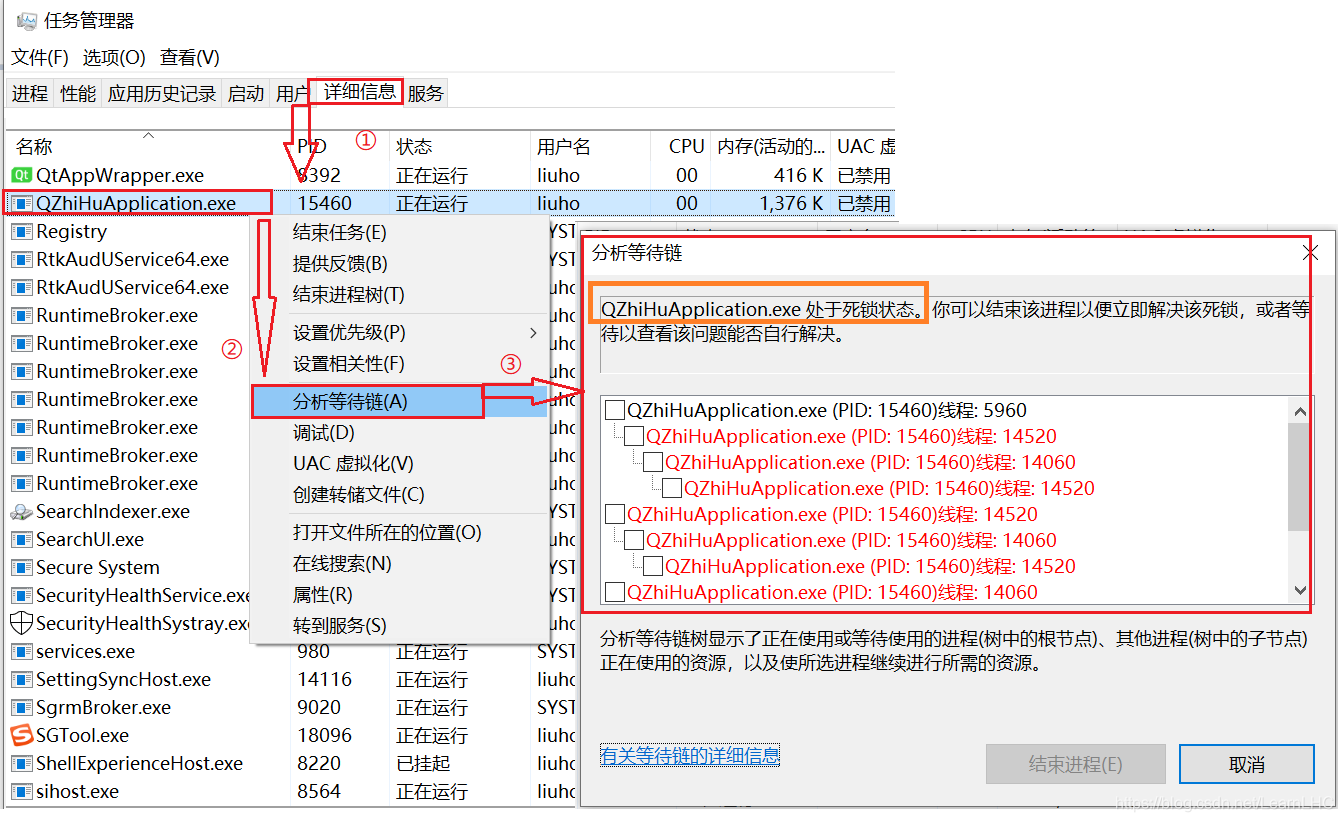 任务管理器
文件(F) 选项(O) 查看(V)
进程 性能 应用历史记录 启动 用户 详细信息 服务
名称 PID ① 状态 用户名 CPU 内存(活动的... UAC 虚
QtAppWrapper.exe 8392 正在运行 liuho 00 416 K 已禁用
QZhiHuApplication.exe 15460 正在运行 liuho 00 1,376 K 已禁用
Registry
RtkAudUService64.exe
RtkAudUService64.exe
RuntimeBroker.exe
RuntimeBroker.exe
RuntimeBroker.exe
RuntimeBroker.exe
RuntimeBroker.exe
RuntimeBroker.exe
RuntimeBroker.exe
SearchIndexer.exe
SearchUI.exe
Secure System
SecurityHealthService.exe
SecurityHealthSystray.exe
services.exe 980 正在运行 SYST
SettingSyncHost.exe 14116 正在运行 liuho
SgrmBroker.exe 9020 正在运行 SYST
SGTool.exe 18096 正在运行 liuho
ShellExperienceHost.exe 8220 已挂起 liuho
sihost.exe 8564 正在运行 liuho
②
结束任务(E)
提供反馈(B)
结束进程树(T)
设置优先级(P)
设置相关性(F)
③
分析等待链(A)
调试(D)
UAC 虚拟化(V)
创建转储文件(C)
打开文件所在的位置(O)
在线搜索(N)
属性(R)
转到服务(S)
分析等待链
QZhiHuApplication.exe 处于死锁状态。你可以结束该进程以便立即解决该死锁，或者等
待以查看该问题能否自行解决。
QZhiHuApplication.exe (PID: 15460)线程: 5960
QZhiHuApplication.exe (PID: 15460)线程: 14520
QZhiHuApplication.exe (PID: 15460)线程: 14060
QZhiHuApplication.exe (PID: 15460)线程: 14520
QZhiHuApplication.exe (PID: 15460)线程: 14520
QZhiHuApplication.exe (PID: 15460)线程: 14060
QZhiHuApplication.exe (PID: 15460)线程: 14520
QZhiHuApplication.exe (PID: 15460)线程: 14060
分析等待链树显示了正在使用或等待使用的进程(树中的根节点)、其他进程(树中的子节点)
正在使用的资源，以及使所选进程继续进行所需的资源。
有关等待链的详细信息
结束进程(E) 取消
https://blog.csdn.net/LearnLHC